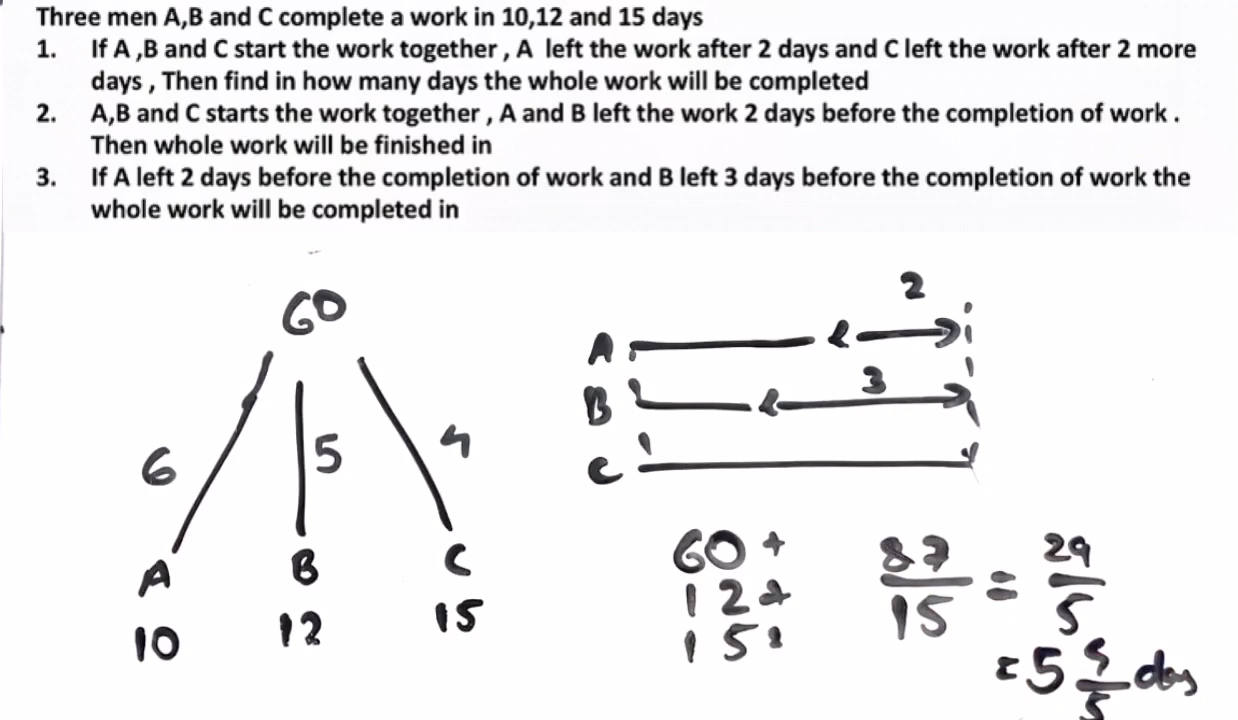 Three men A,B and C complete a work in 10,12 and 15 days
1. If A ,B and C start the work together , A left the work after 2 days and C left the work after 2 more
days , Then find in how many days the whole work will be completed
2. A,B and C starts the work together , A and B left the work 2 days before the completion of work .
Then whole work will be finished in
3. If A left 2 days before the completion of work and B left 3 days before the completion of work the
whole work will be completed in
60
6 5 4
A B C
10 12 15
2
A
3
B
C
60 +
12 +
15
87/15 = 29/5
= 5 4/5 days